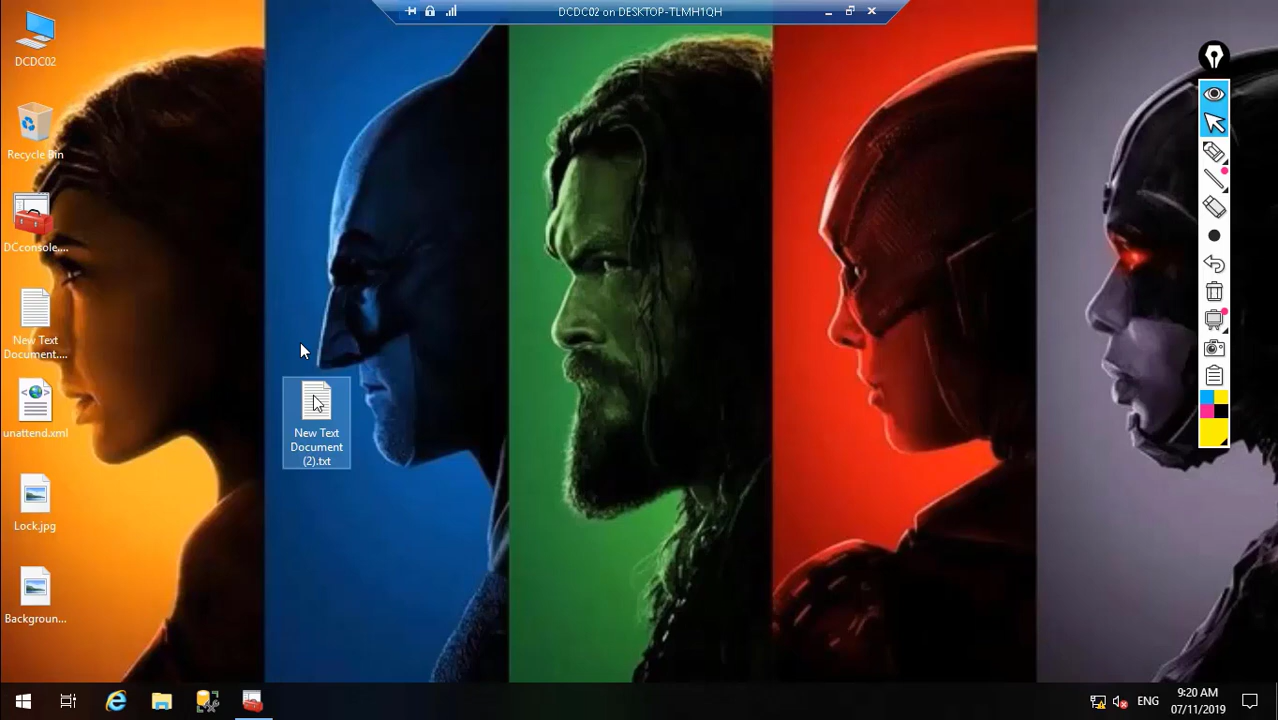 DCDC02 on DESKTOP-TLMH1QH
DCDC02
Recycle Bin
DCconsole....
New Text
Document....
unattend.xml
Lock.jpg
Backgroun...
New Text
Document
(2).txt
ENG
9:20 AM
07/11/2019